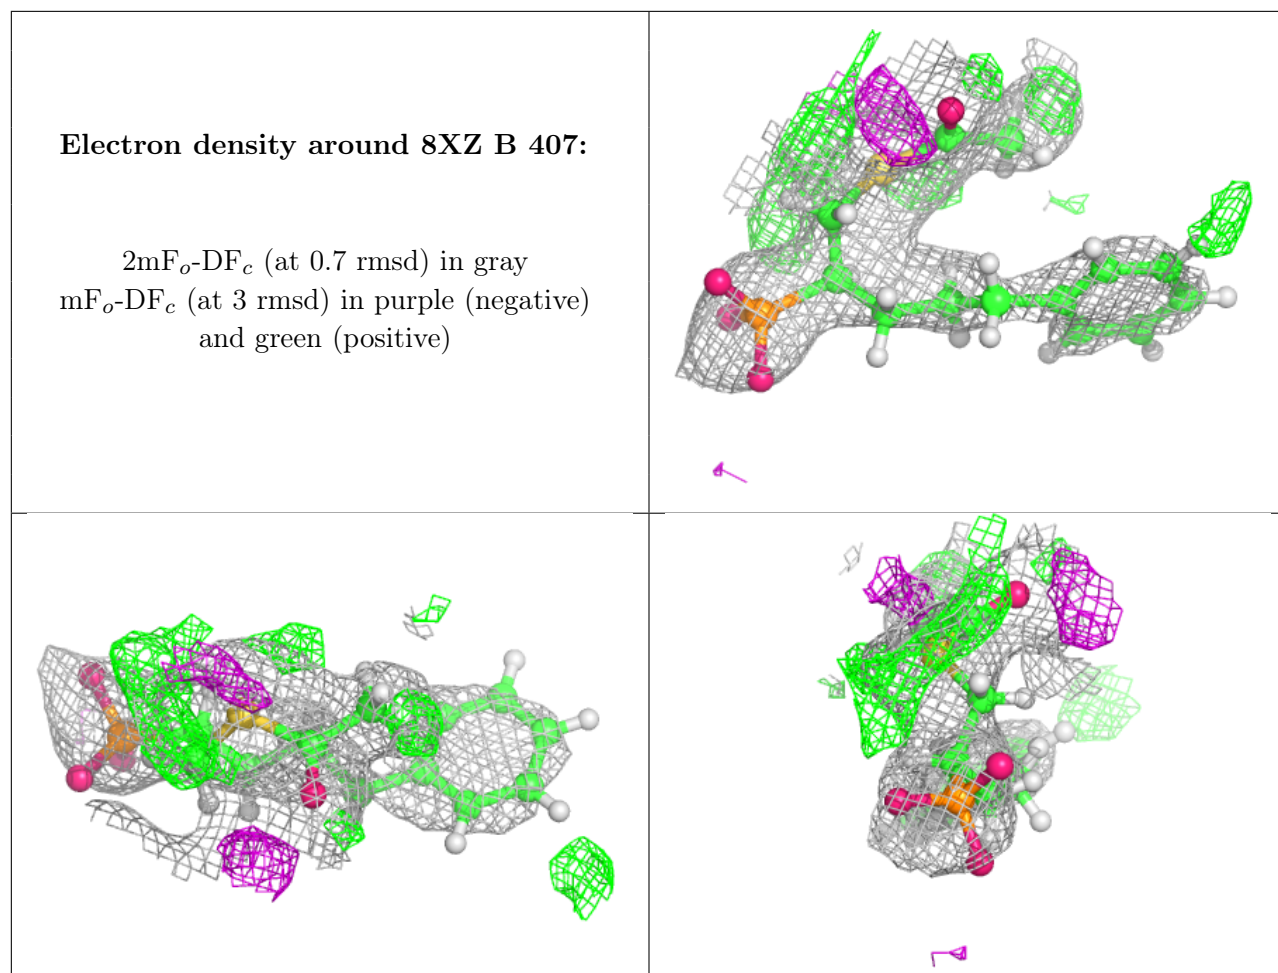 Electron density around 8XZ B 407:
2mFo-DFc (at 0.7 rmsd) in gray
mFo-DFc (at 3 rmsd) in purple (negative)
and green (positive)